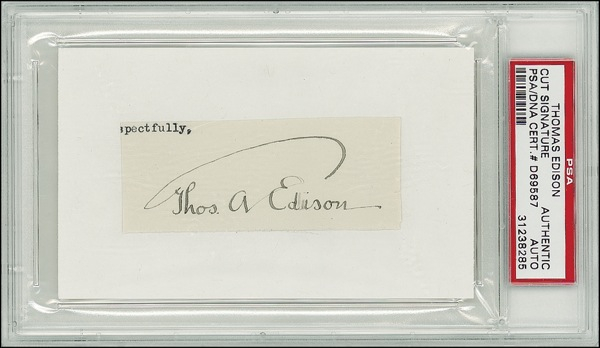 spectfully,
Thos. A Edison
PSA
THOMAS EDISON
CUT SIGNATURE AUTHENTIC
PSA/DNA CERT.# D69587 AUTO
31238285